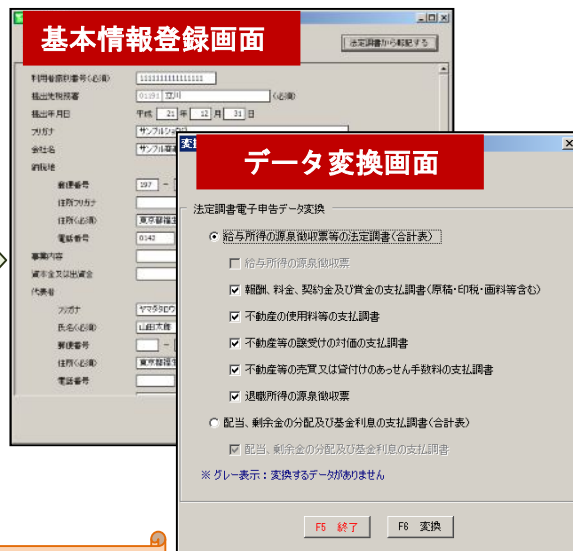 基本情報登録画面
法定調書から転記する
利用者識別番号(必須) 1111111111111111
提出先税務署 01191 立川 (必須)
提出年月日 平成 21 年 12 月 31 日
フリガナ
会社名
納税地
郵便番号 197 -
住所フリガナ
住所(必須)
電話番号 0142
事業内容
資本金又は出資金
代表者
フリガナ
氏名(必須) 山田太郎
郵便番号 -
住所(必須)
電話番号
データ変換画面
法定調書電子申告データ変換
給与所得の源泉徴収票等の法定調書(合計表)
給与所得の源泉徴収票
報酬、料金、契約金及び賞金の支払調書(原稿・印税・画料等含む)
不動産の使用料等の支払調書
不動産等の譲受けの対価の支払調書
不動産等の売買又は貸付けのあっせん手数料の支払調書
退職所得の源泉徴収票
配当、剰余金の分配及び基金利息の支払調書(合計表)
配当、剰余金の分配及び基金利息の支払調書
※ グレー表示：変換するデータがありません
F5 終了 F6 変換